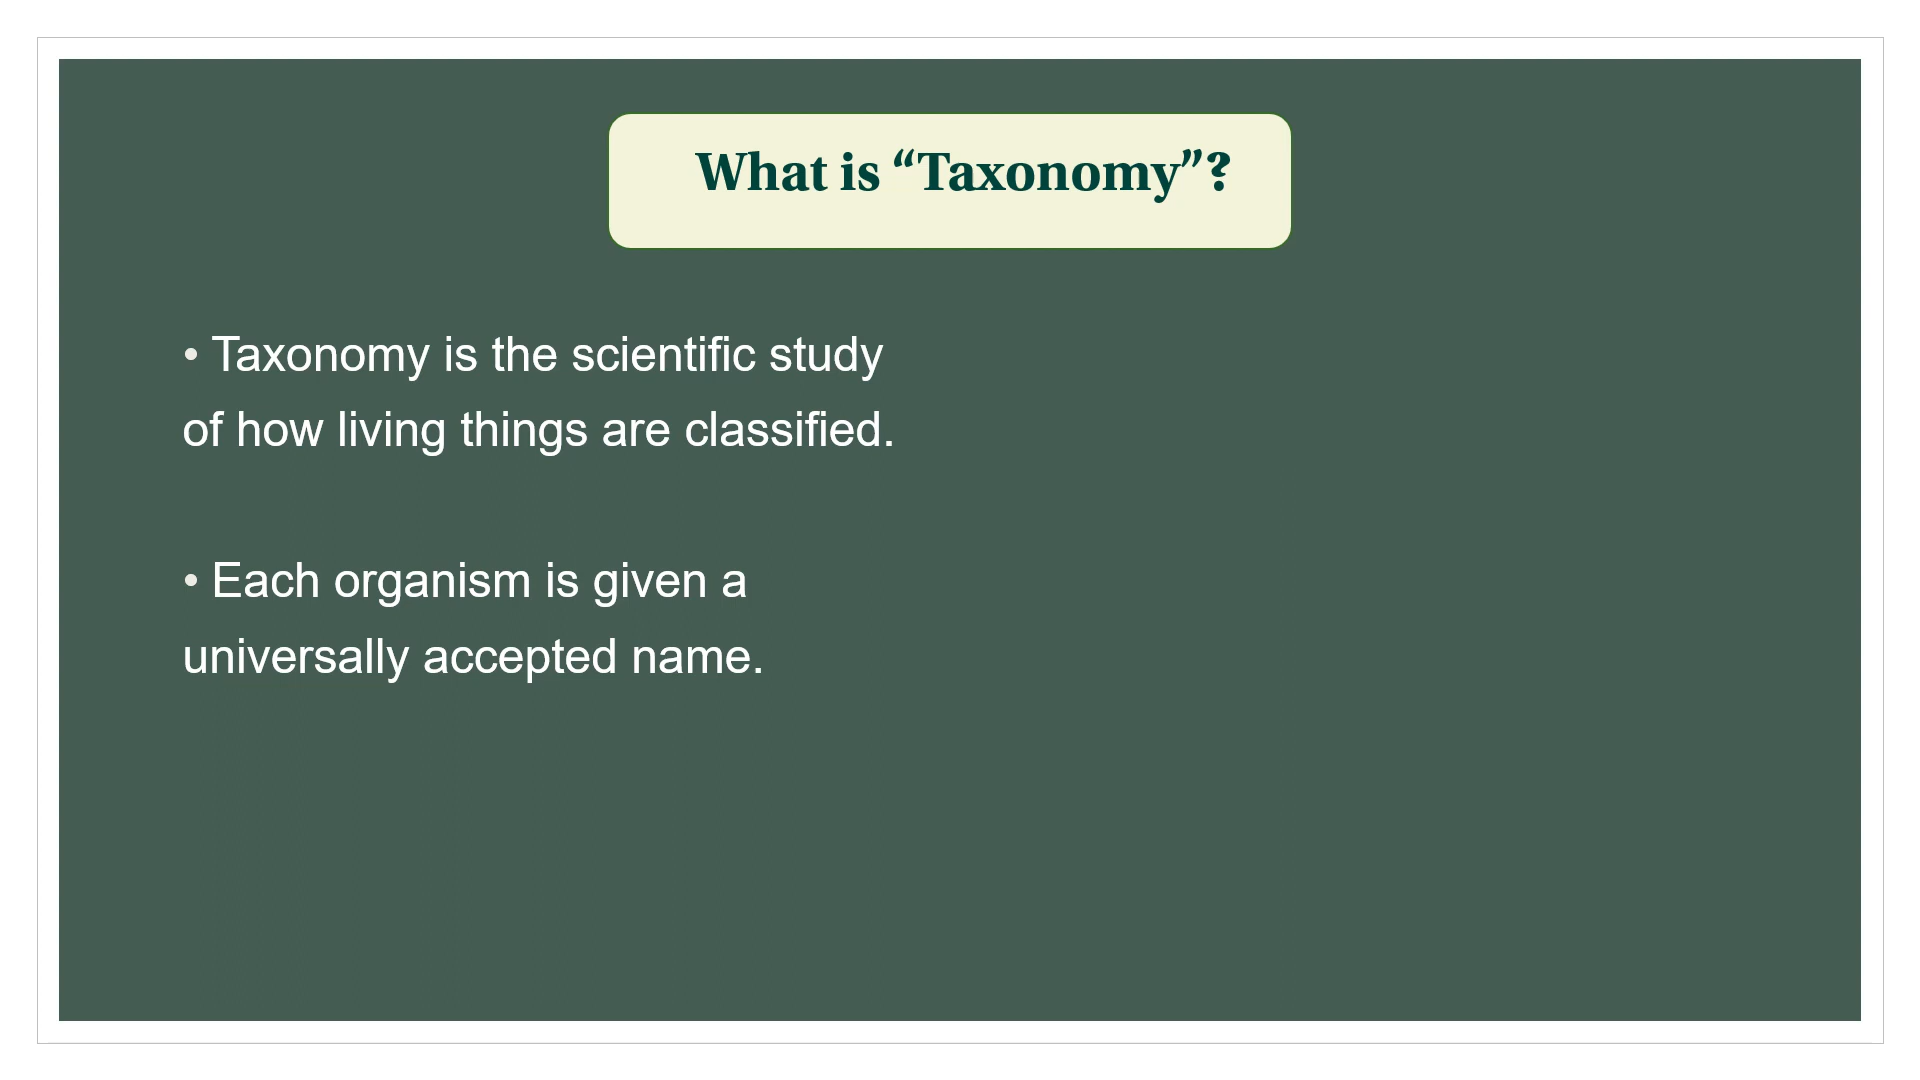 What is “Taxonomy”?
• Taxonomy is the scientific study
of how living things are classified.
• Each organism is given a
universally accepted name.